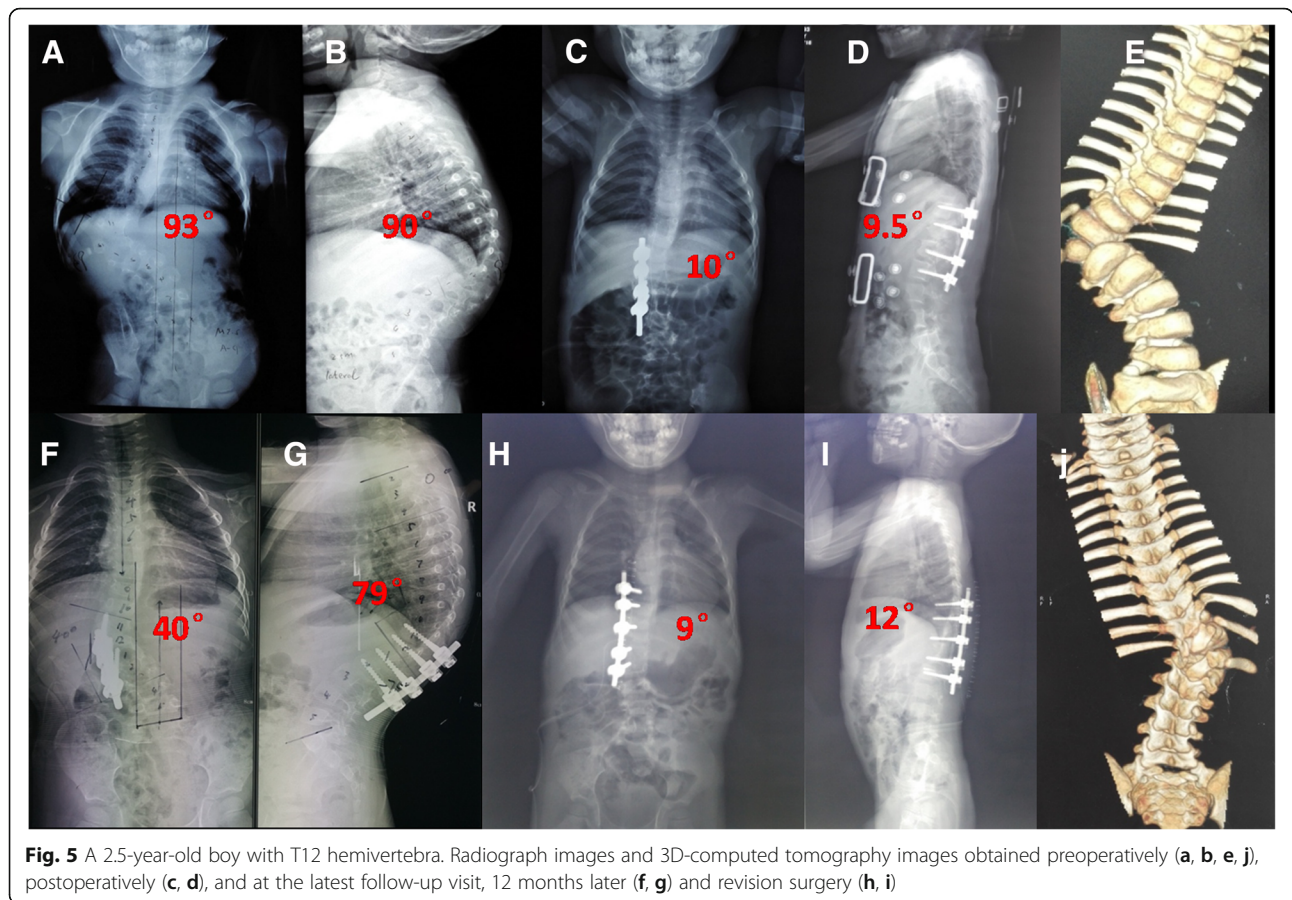 A
B
C
D
E
93°
90°
10°
9.5°
F
G
H
I
j
R
40°
79°
9°
12°
Fig. 5 A 2.5-year-old boy with T12 hemivertebra. Radiograph images and 3D-computed tomography images obtained preoperatively (a, b, e, j),
postoperatively (c, d), and at the latest follow-up visit, 12 months later (f, g) and revision surgery (h, i)